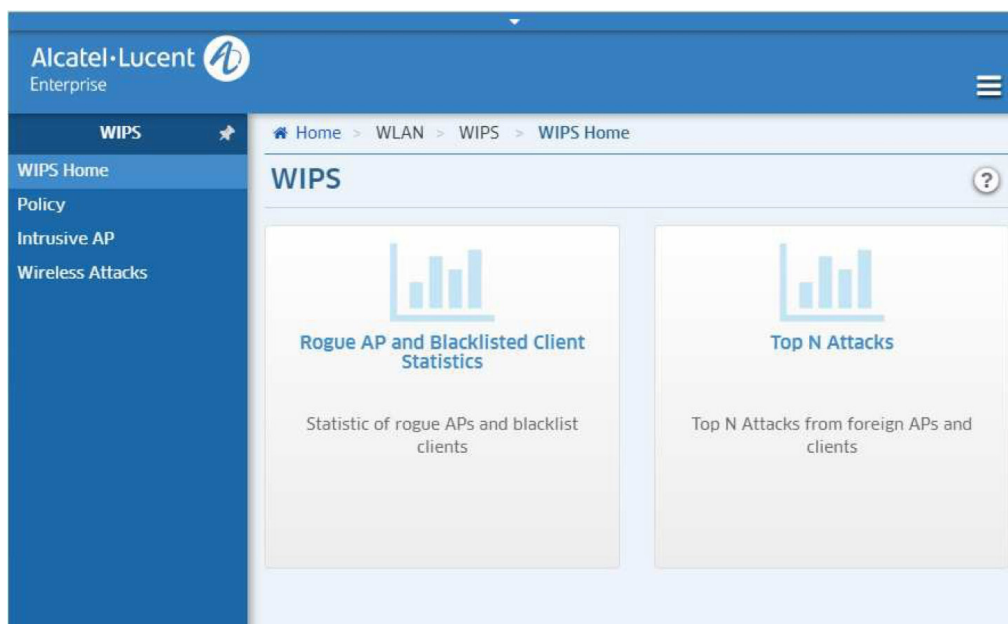 Alcatel·Lucent
Enterprise
WIPS
Home > WLAN > WIPS > WIPS Home
WIPS Home
Policy
Intrusive AP
Wireless Attacks
WIPS
?
Rogue AP and Blacklisted Client
Statistics
Statistic of rogue APs and blacklist
clients
Top N Attacks
Top N Attacks from foreign APs and
clients